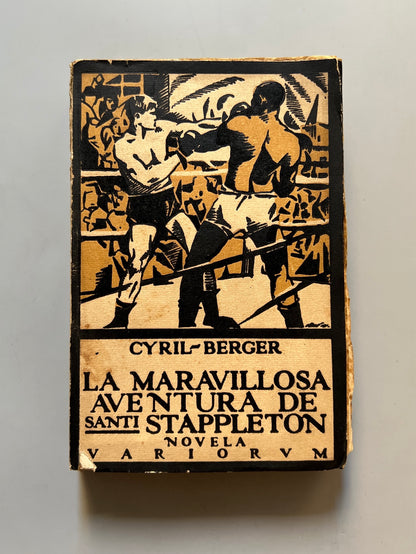 CYRIL-BERGER
LA MARAVILLOSA
AVENTURA DE
SANTI STAPPLETON
NOVELA
VARIORVM